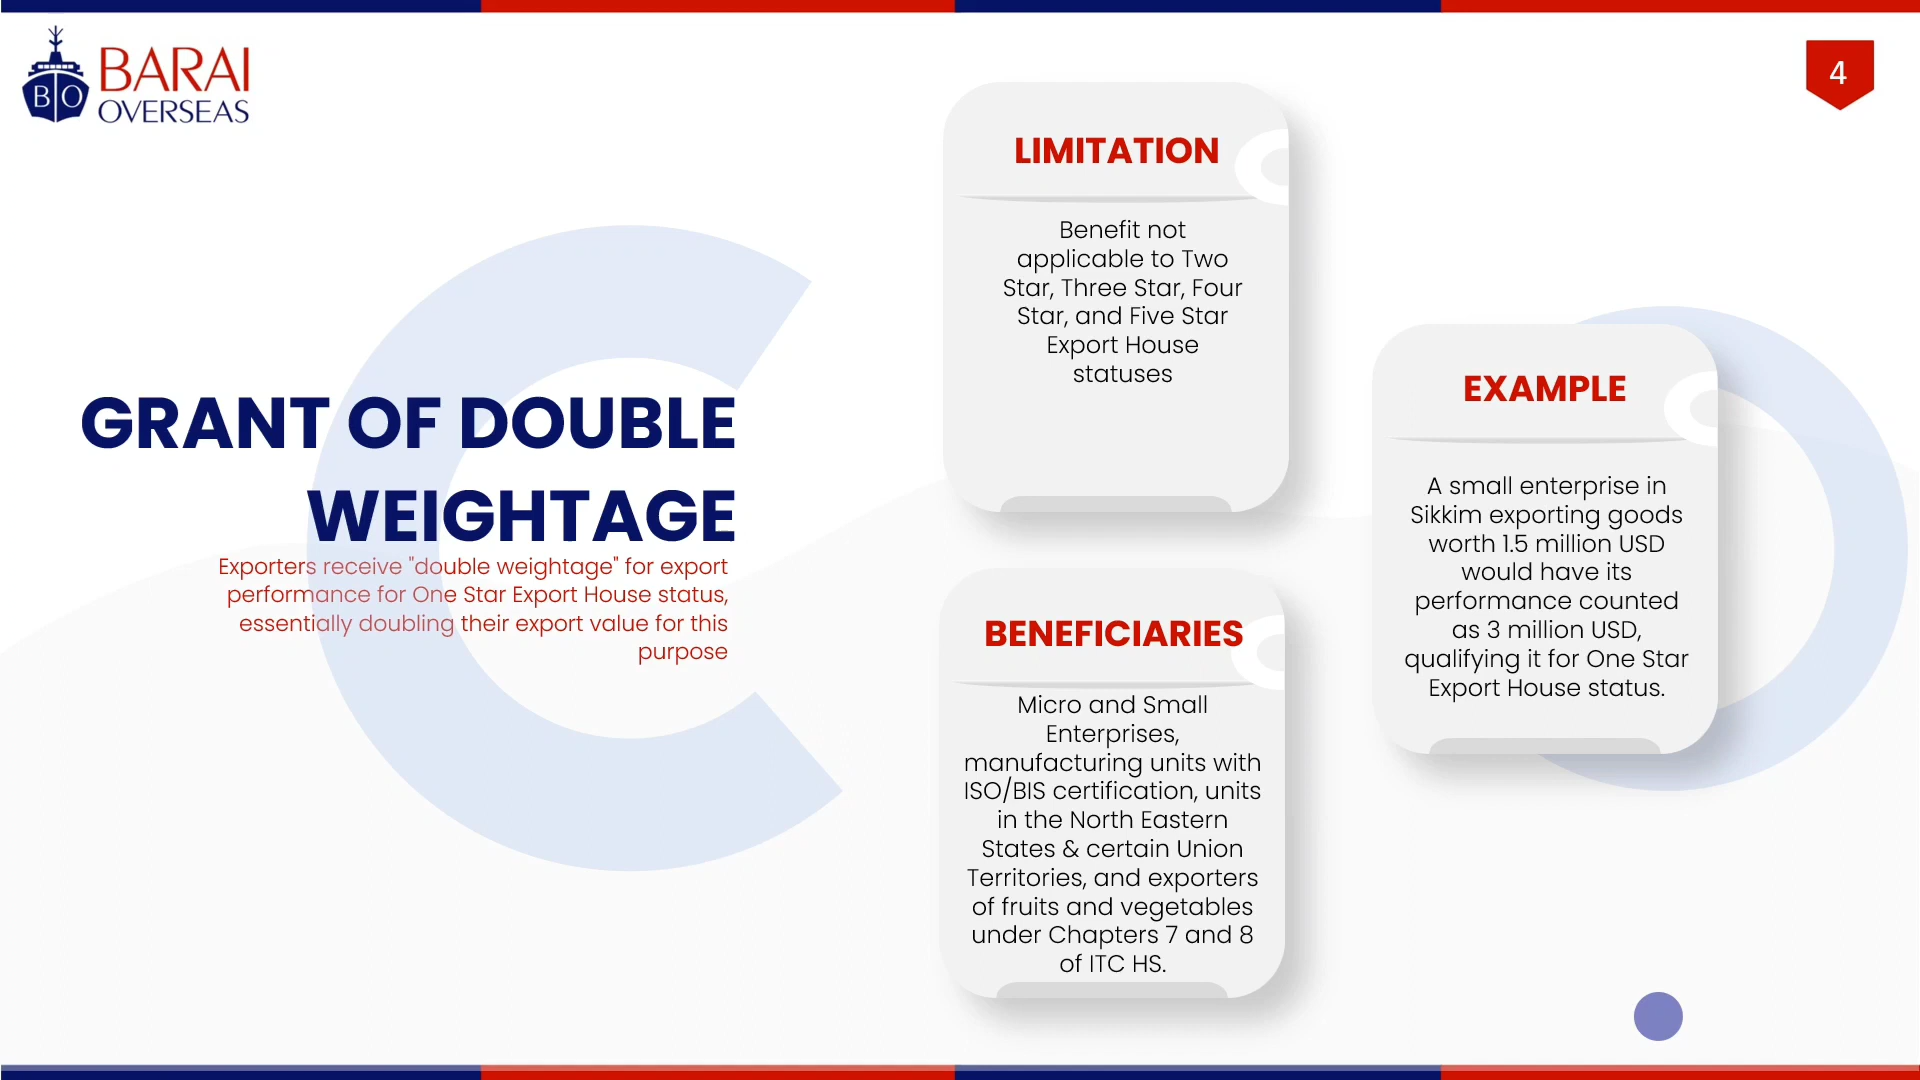 BARAI
BO
OVERSEAS
4
GRANT OF DOUBLE
WEIGHTAGE
Exporters receive "double weightage" for export
performance for One Star Export House status,
essentially doubling their export value for this
purpose
LIMITATION
Benefit not
applicable to Two
Star, Three Star, Four
Star, and Five Star
Export House
statuses
BENEFICIARIES
Micro and Small
Enterprises,
manufacturing units with
ISO/BIS certification, units
in the North Eastern
States & certain Union
Territories, and exporters
of fruits and vegetables
under Chapters 7 and 8
of ITC HS.
EXAMPLE
A small enterprise in
Sikkim exporting goods
worth 1.5 million USD
would have its
performance counted
as 3 million USD,
qualifying it for One Star
Export House status.